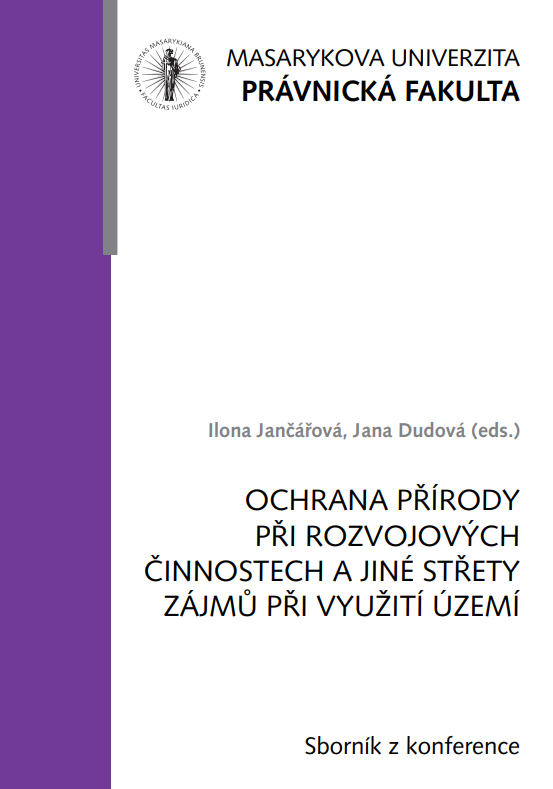 UNIVERSITAS MASARYKIANA BRUNENSIS
• FACULTAS IURIDICA •
MASARYKOVA UNIVERZITA
PRÁVNICKÁ FAKULTA
Ilona Jančářová, Jana Dudová (eds.)
OCHRANA PŘÍRODY
PŘI ROZVOJOVÝCH
ČINNOSTECH A JINÉ STŘETY
ZÁJMŮ PŘI VYUŽITÍ ÚZEMÍ
Sborník z konference